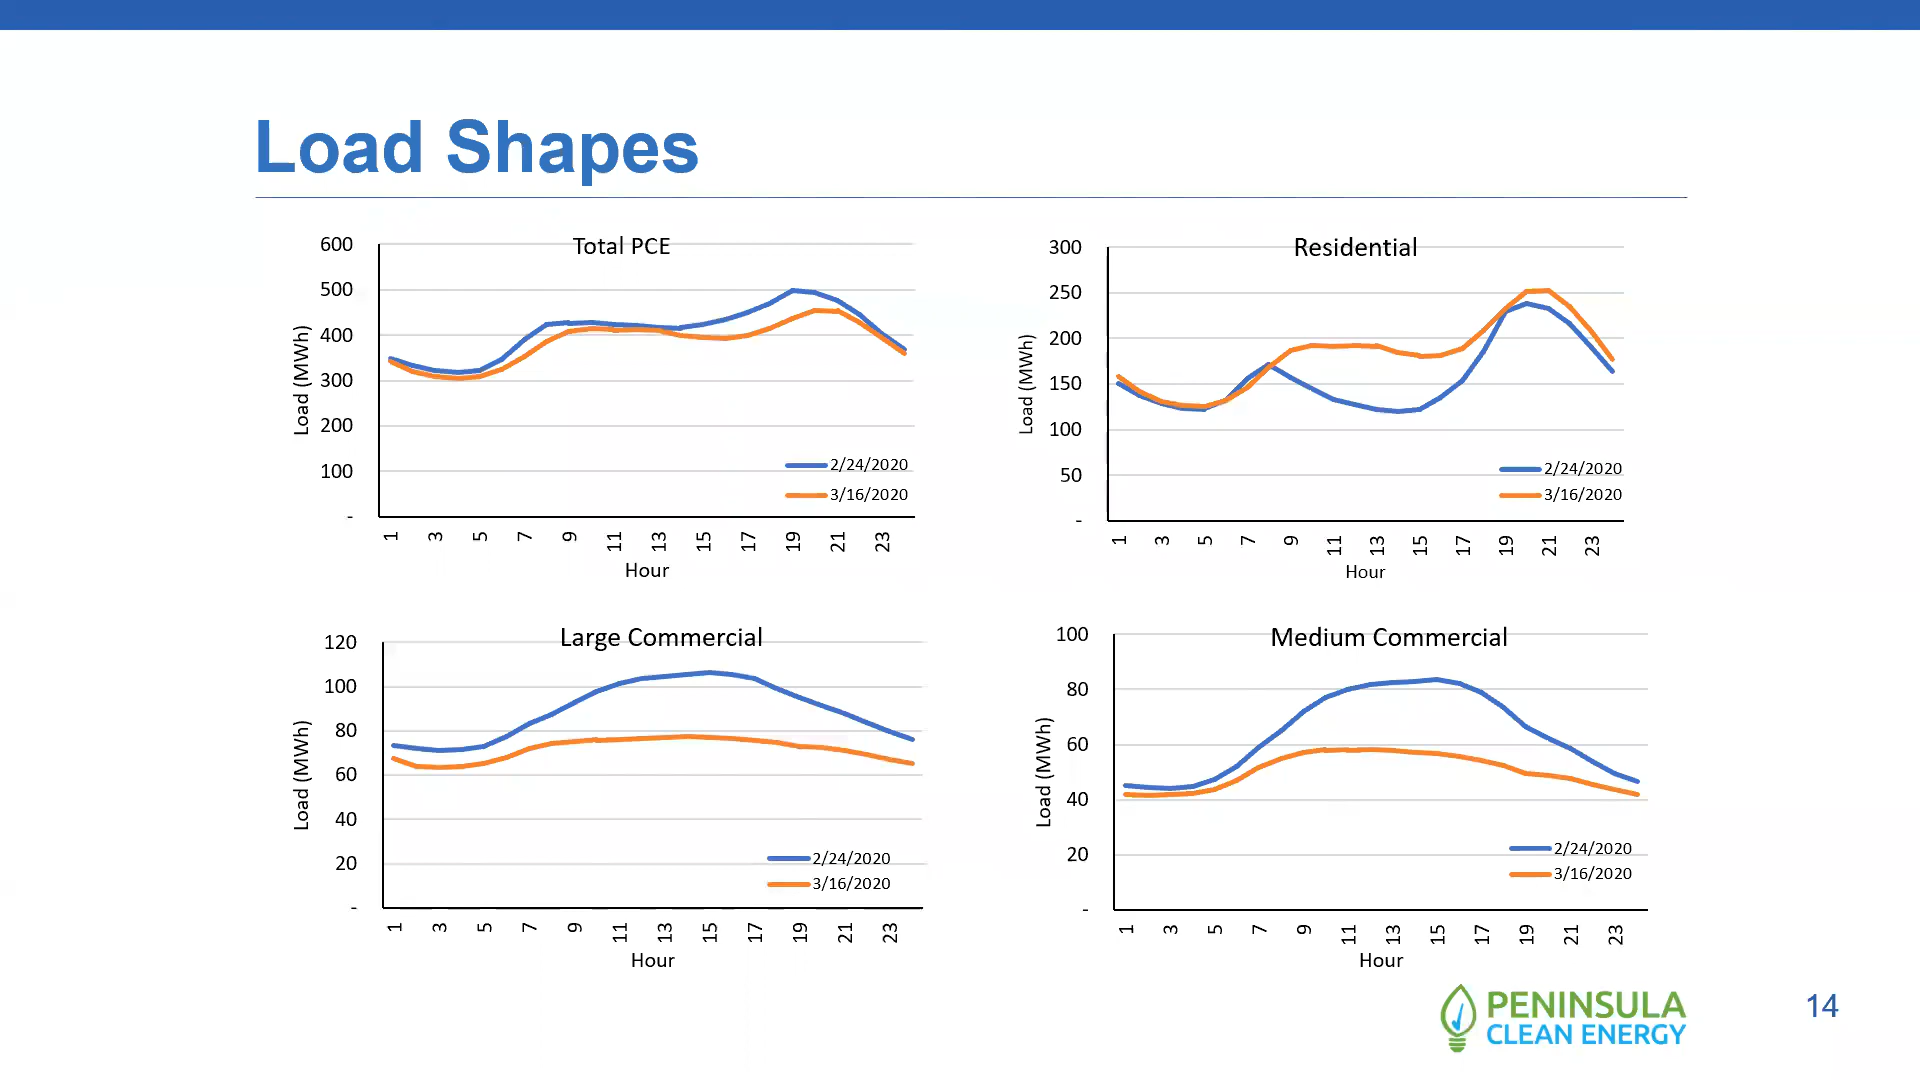 Load Shapes
Total PCE
600
500
400
300
200
100
-
Load (MWh)
2/24/2020
3/16/2020
1 3 5 7 9 11 13 15 17 19 21 23
Hour
Residential
300
250
200
150
100
50
-
Load (MWh)
2/24/2020
3/16/2020
1 3 5 7 9 11 13 15 17 19 21 23
Hour
Large Commercial
120
100
80
60
40
20
-
Load (MWh)
2/24/2020
3/16/2020
1 3 5 7 9 11 13 15 17 19 21 23
Hour
Medium Commercial
100
80
60
40
20
-
Load (MWh)
2/24/2020
3/16/2020
1 3 5 7 9 11 13 15 17 19 21 23
Hour
PENINSULA
CLEAN ENERGY
14